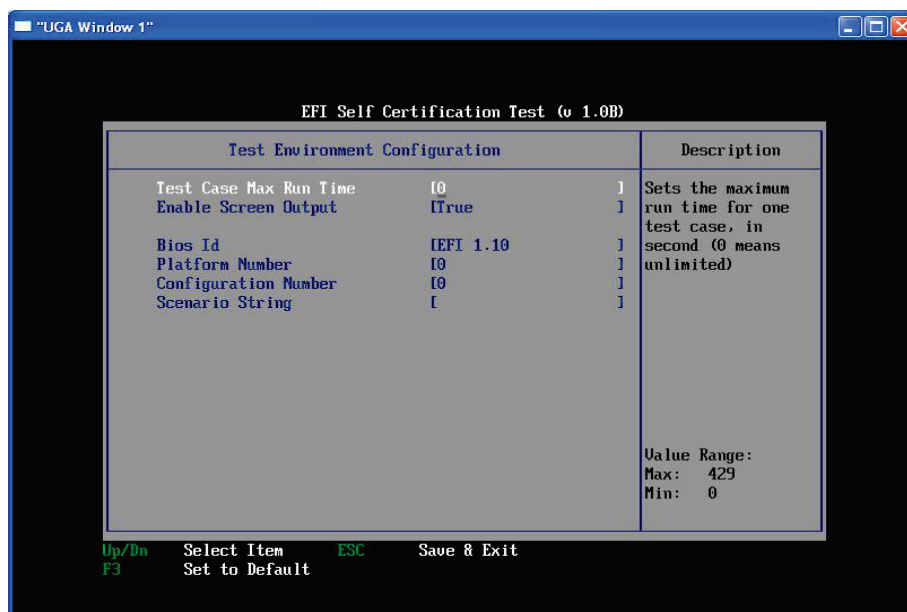 "UGA Window 1"
EFI Self Certification Test (v 1.0B)
Test Environment Configuration
Description
Test Case Max Run Time [0 ]
Enable Screen Output [True ]
Bios Id [EFI 1.10 ]
Platform Number [0 ]
Configuration Number [0 ]
Scenario String [ ]
Sets the maximum
run time for one
test case, in
second (0 means
unlimited)
Value Range:
Max: 429
Min: 0
Up/Dn Select Item ESC Save & Exit
F3 Set to Default